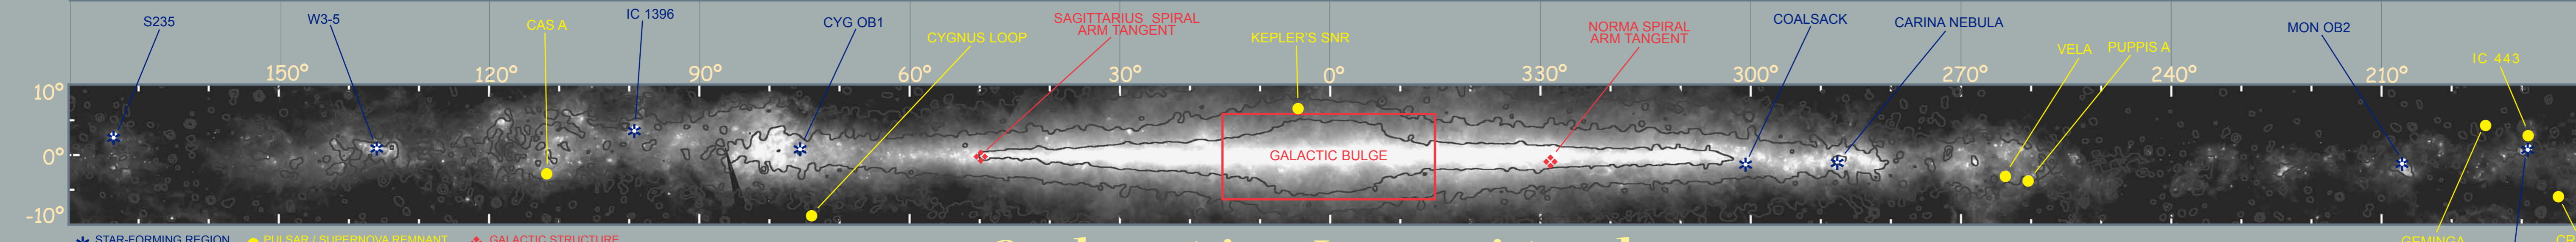 S235
W3-5
CAS A
IC 1396
CYG OB1
CYGNUS LOOP
SAGITTARIUS SPIRAL
ARM TANGENT
KEPLER'S SNR
NORMA SPIRAL
ARM TANGENT
COALSACK
CARINA NEBULA
VELA
PUPPIS A
MON OB2
IC 443
150°
120°
90°
60°
30°
0°
330°
300°
270°
240°
210°
10°
0°
-10°
GALACTIC BULGE
STAR-FORMING REGION
PULSAR / SUPERNOVA REMNANT
GALACTIC STRUCTURE
GEMINGA